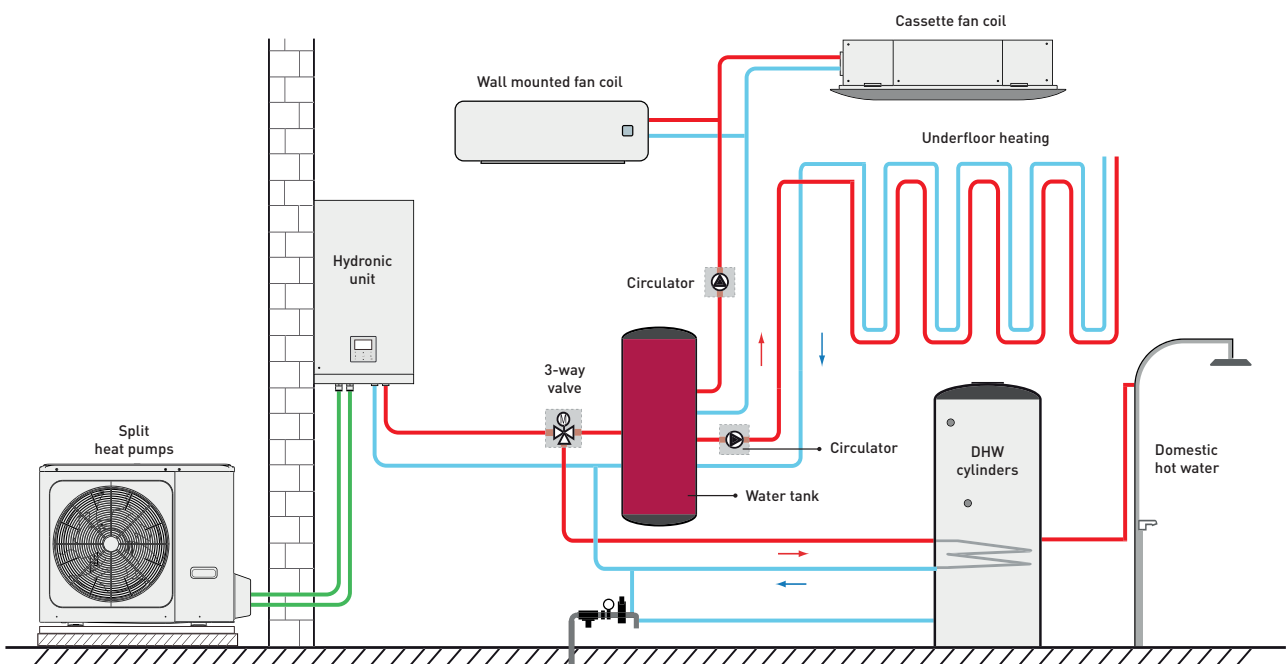 Cassette fan coil
Wall mounted fan coil
Underfloor heating
Hydronic
unit
Circulator
3-way
valve
M
Split
heat pumps
Circulator
DHW
cylinders
Domestic
hot water
Water tank